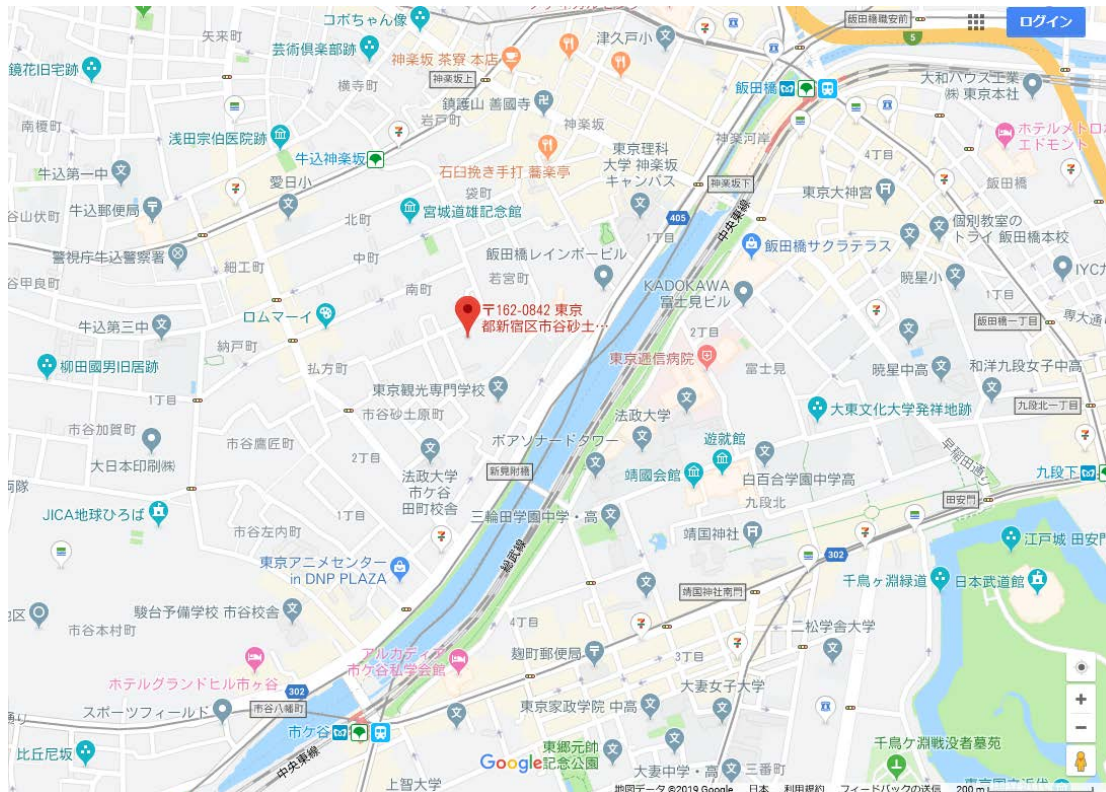 コボちゃん像
飯田橋職安前
ログイン
矢来町
津久戸小
5
芸術倶楽部跡
神楽坂 茶寮 本店
鏡花旧宅跡
神楽坂上
飯田橋
大和ハウス工業
㈱ 東京本社
横寺町
鎮護山 善國寺
岩戸町
神楽坂
神楽河岸
ホテルメトロ
エドモント
南榎町
浅田宗伯医院跡
牛込神楽坂
東京理科
大学 神楽坂
キャンパス
4丁目
飯田橋
石臼挽き手打 蕎楽亭
牛込第一中
愛日小
袋町
神楽坂下
東京大神宮
谷山伏町
牛込郵便局
北町
宮城道雄記念館
405
中央東線
個別教室の
トライ 飯田橋本校
1丁目
警視庁牛込警察署
中町
飯田橋レインボービル
飯田橋サクラテラス
細工町
若宮町
暁星小
谷甲良町
南町
KADOKAWA
富士見ビル
1丁目
〒162-0842 東京
都新宿区市谷砂土…
牛込第三中
ロムマーイ
専大通り
飯田橋一丁目
2丁目
納戸町
東京逓信病院
柳田國男旧居跡
払方町
富士見
暁星中高
和洋九段女子中高
東京観光専門学校
1丁目
市谷砂土原町
法政大学
大東文化大学発祥地跡
九段北一丁目
市谷加賀町
市谷鷹匠町
ボアソナードタワー
遊就館
早稲田通り
大日本印刷㈱
2丁目
新見附橋
法政大学
市ケ谷
田町校舎
靖國会館
白百合学園中学高
九段下
九段北
田安門
JICA地球ひろば
1丁目
三輪田学園中学・高
市谷左内町
靖国神社
江戸城 田安門
総武線
302
東京アニメセンター
in DNP PLAZA
千鳥ヶ淵緑道
日本武道館
靖国神社南門
駿台予備学校 市谷校舎
市谷本村町
4丁目
二松学舎大学
アルカディア
市ケ谷私学会館
麹町郵便局
3丁目
ホテルグランドヒル市ヶ谷
302
大妻女子大学
スポーツフィールド
市谷八幡町
東京家政学院 中高
市ケ谷
比丘尼坂
中央東線
東郷元帥
記念公園
千鳥ケ淵戦没者墓苑
Google
上智大学
大妻中学・高
三番町
地図データ ©2019 Google 日本 利用規約 フィードバックの送信 200 m